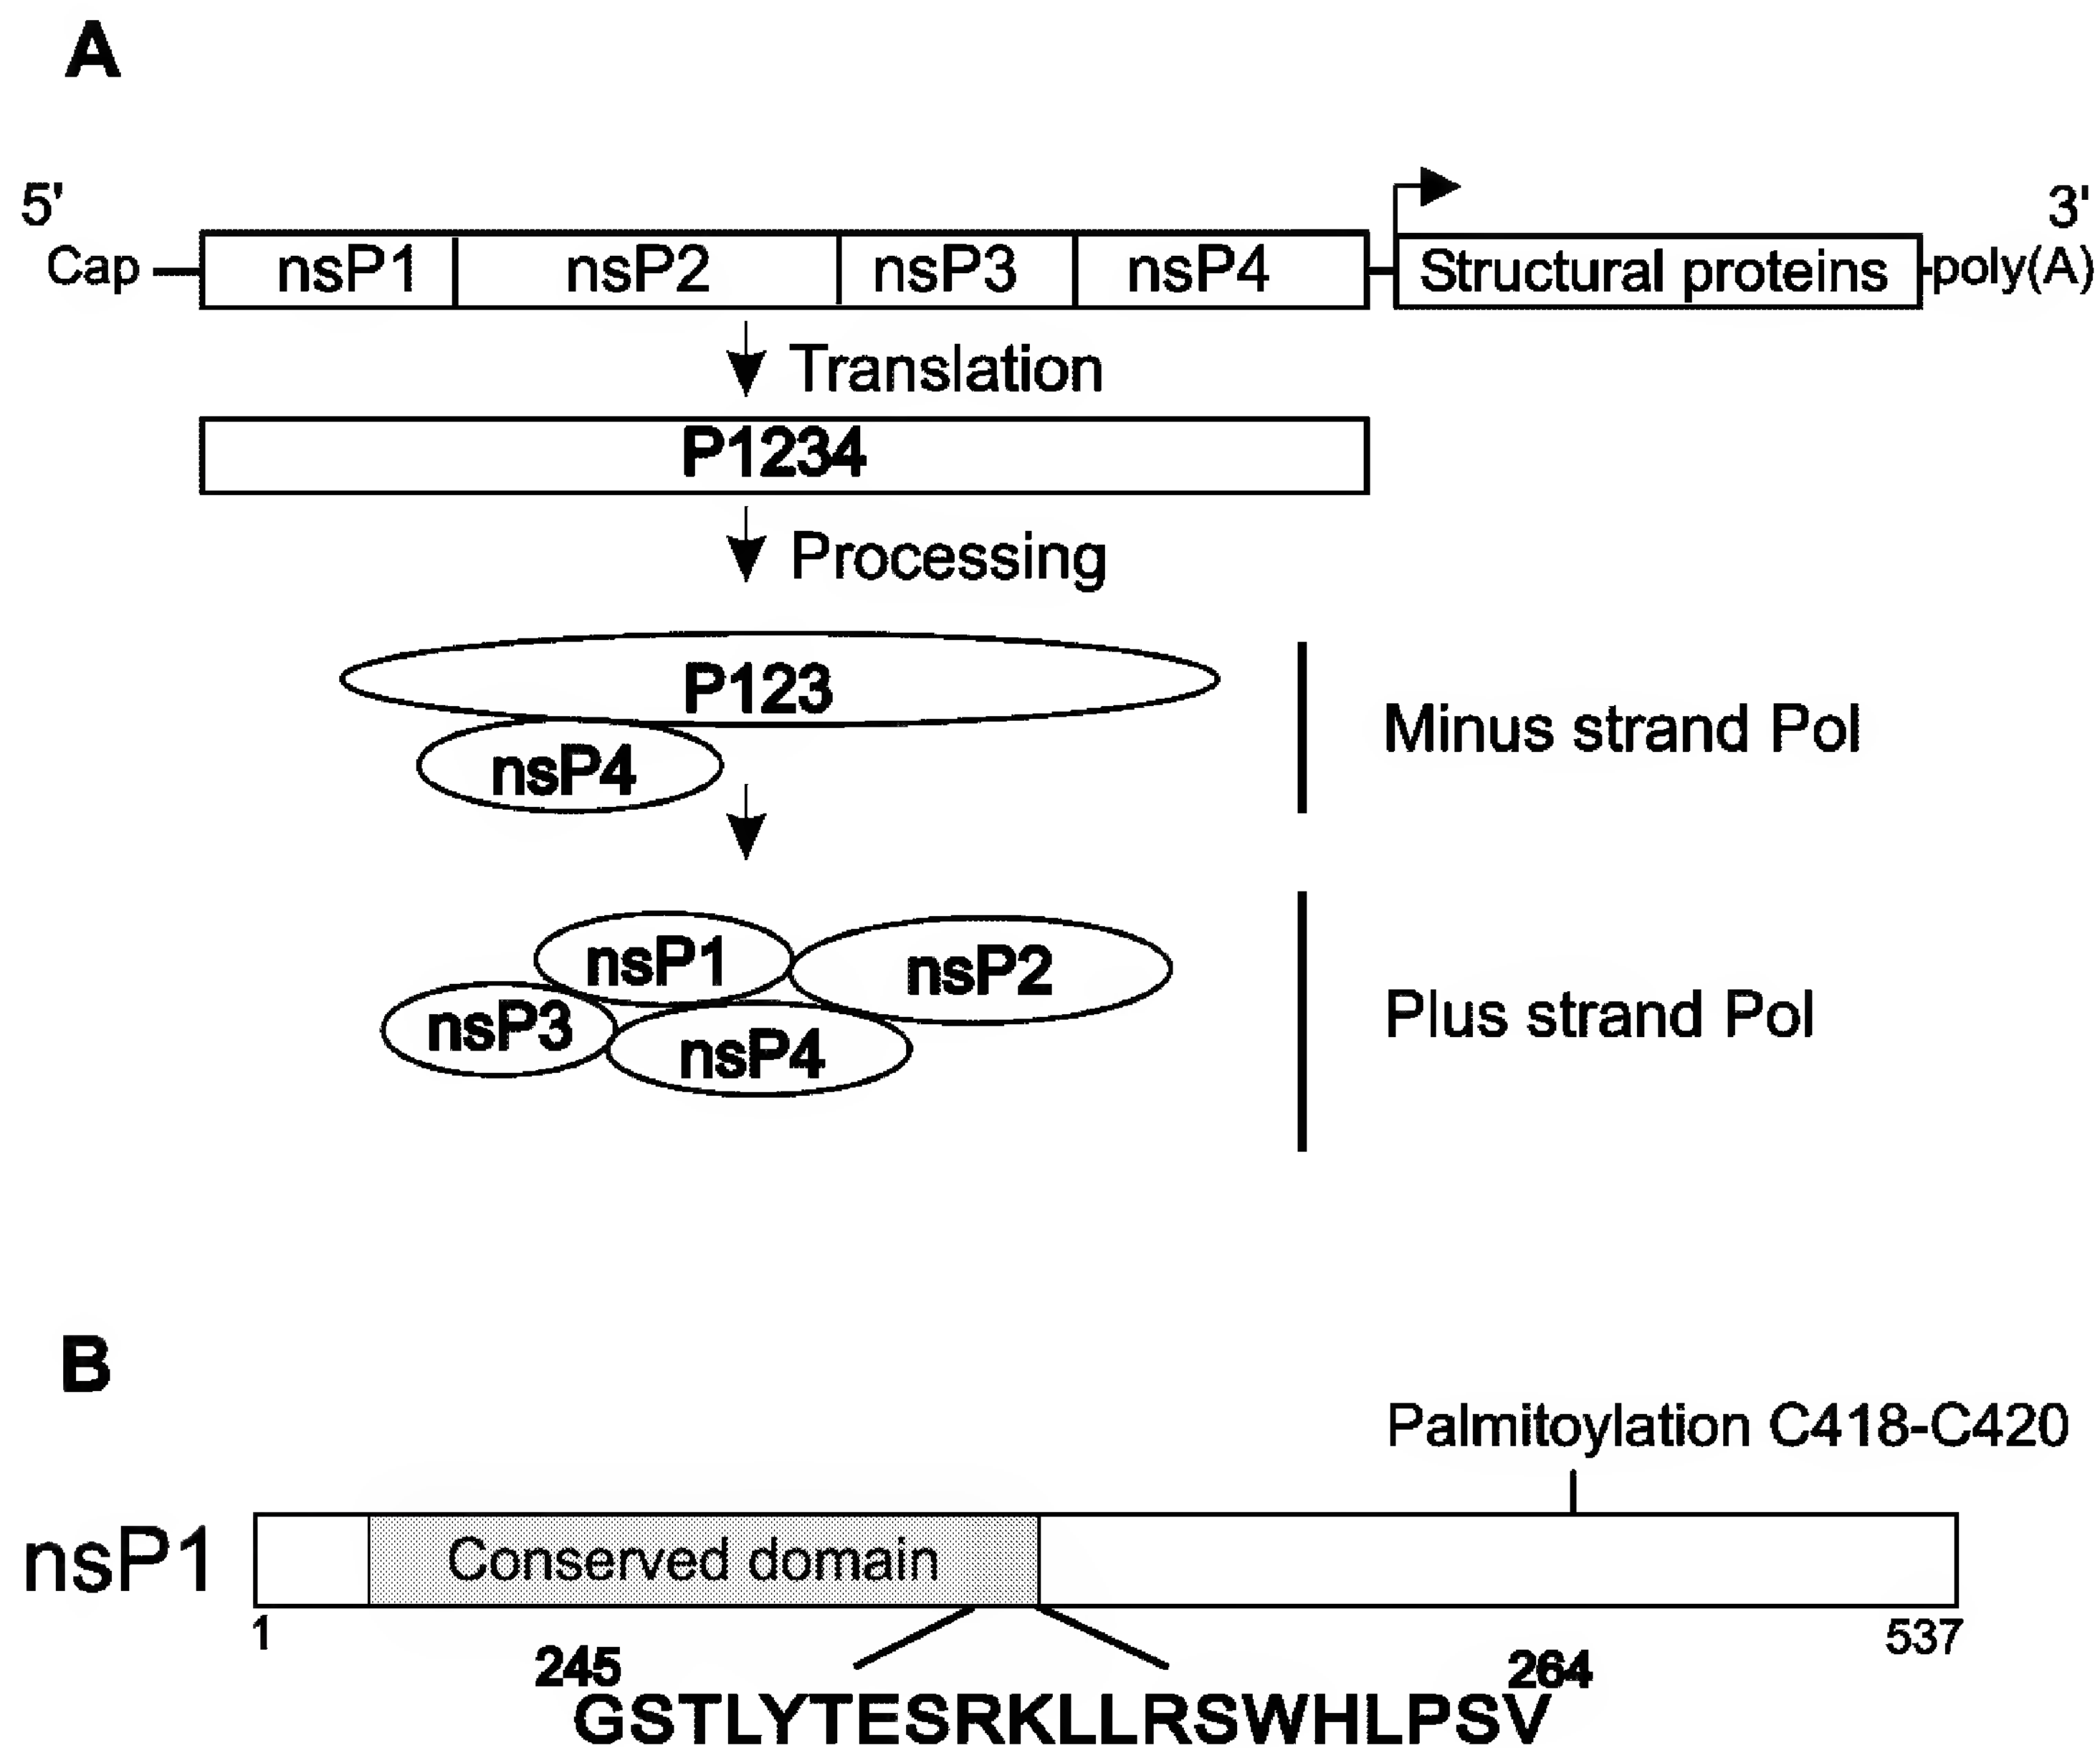 A
5'
3'
Cap nsP1 nsP2 nsP3 nsP4 Structural proteins poly(A)
Translation
P1234
Processing
P123
nsP4
Minus strand Pol
nsP1
nsP2
nsP3
nsP4
Plus strand Pol
B
Palmitoylation C418-C420
nsP1
Conserved domain
1
537
245
264
GSTLYTESRKLLRSWHLPSV